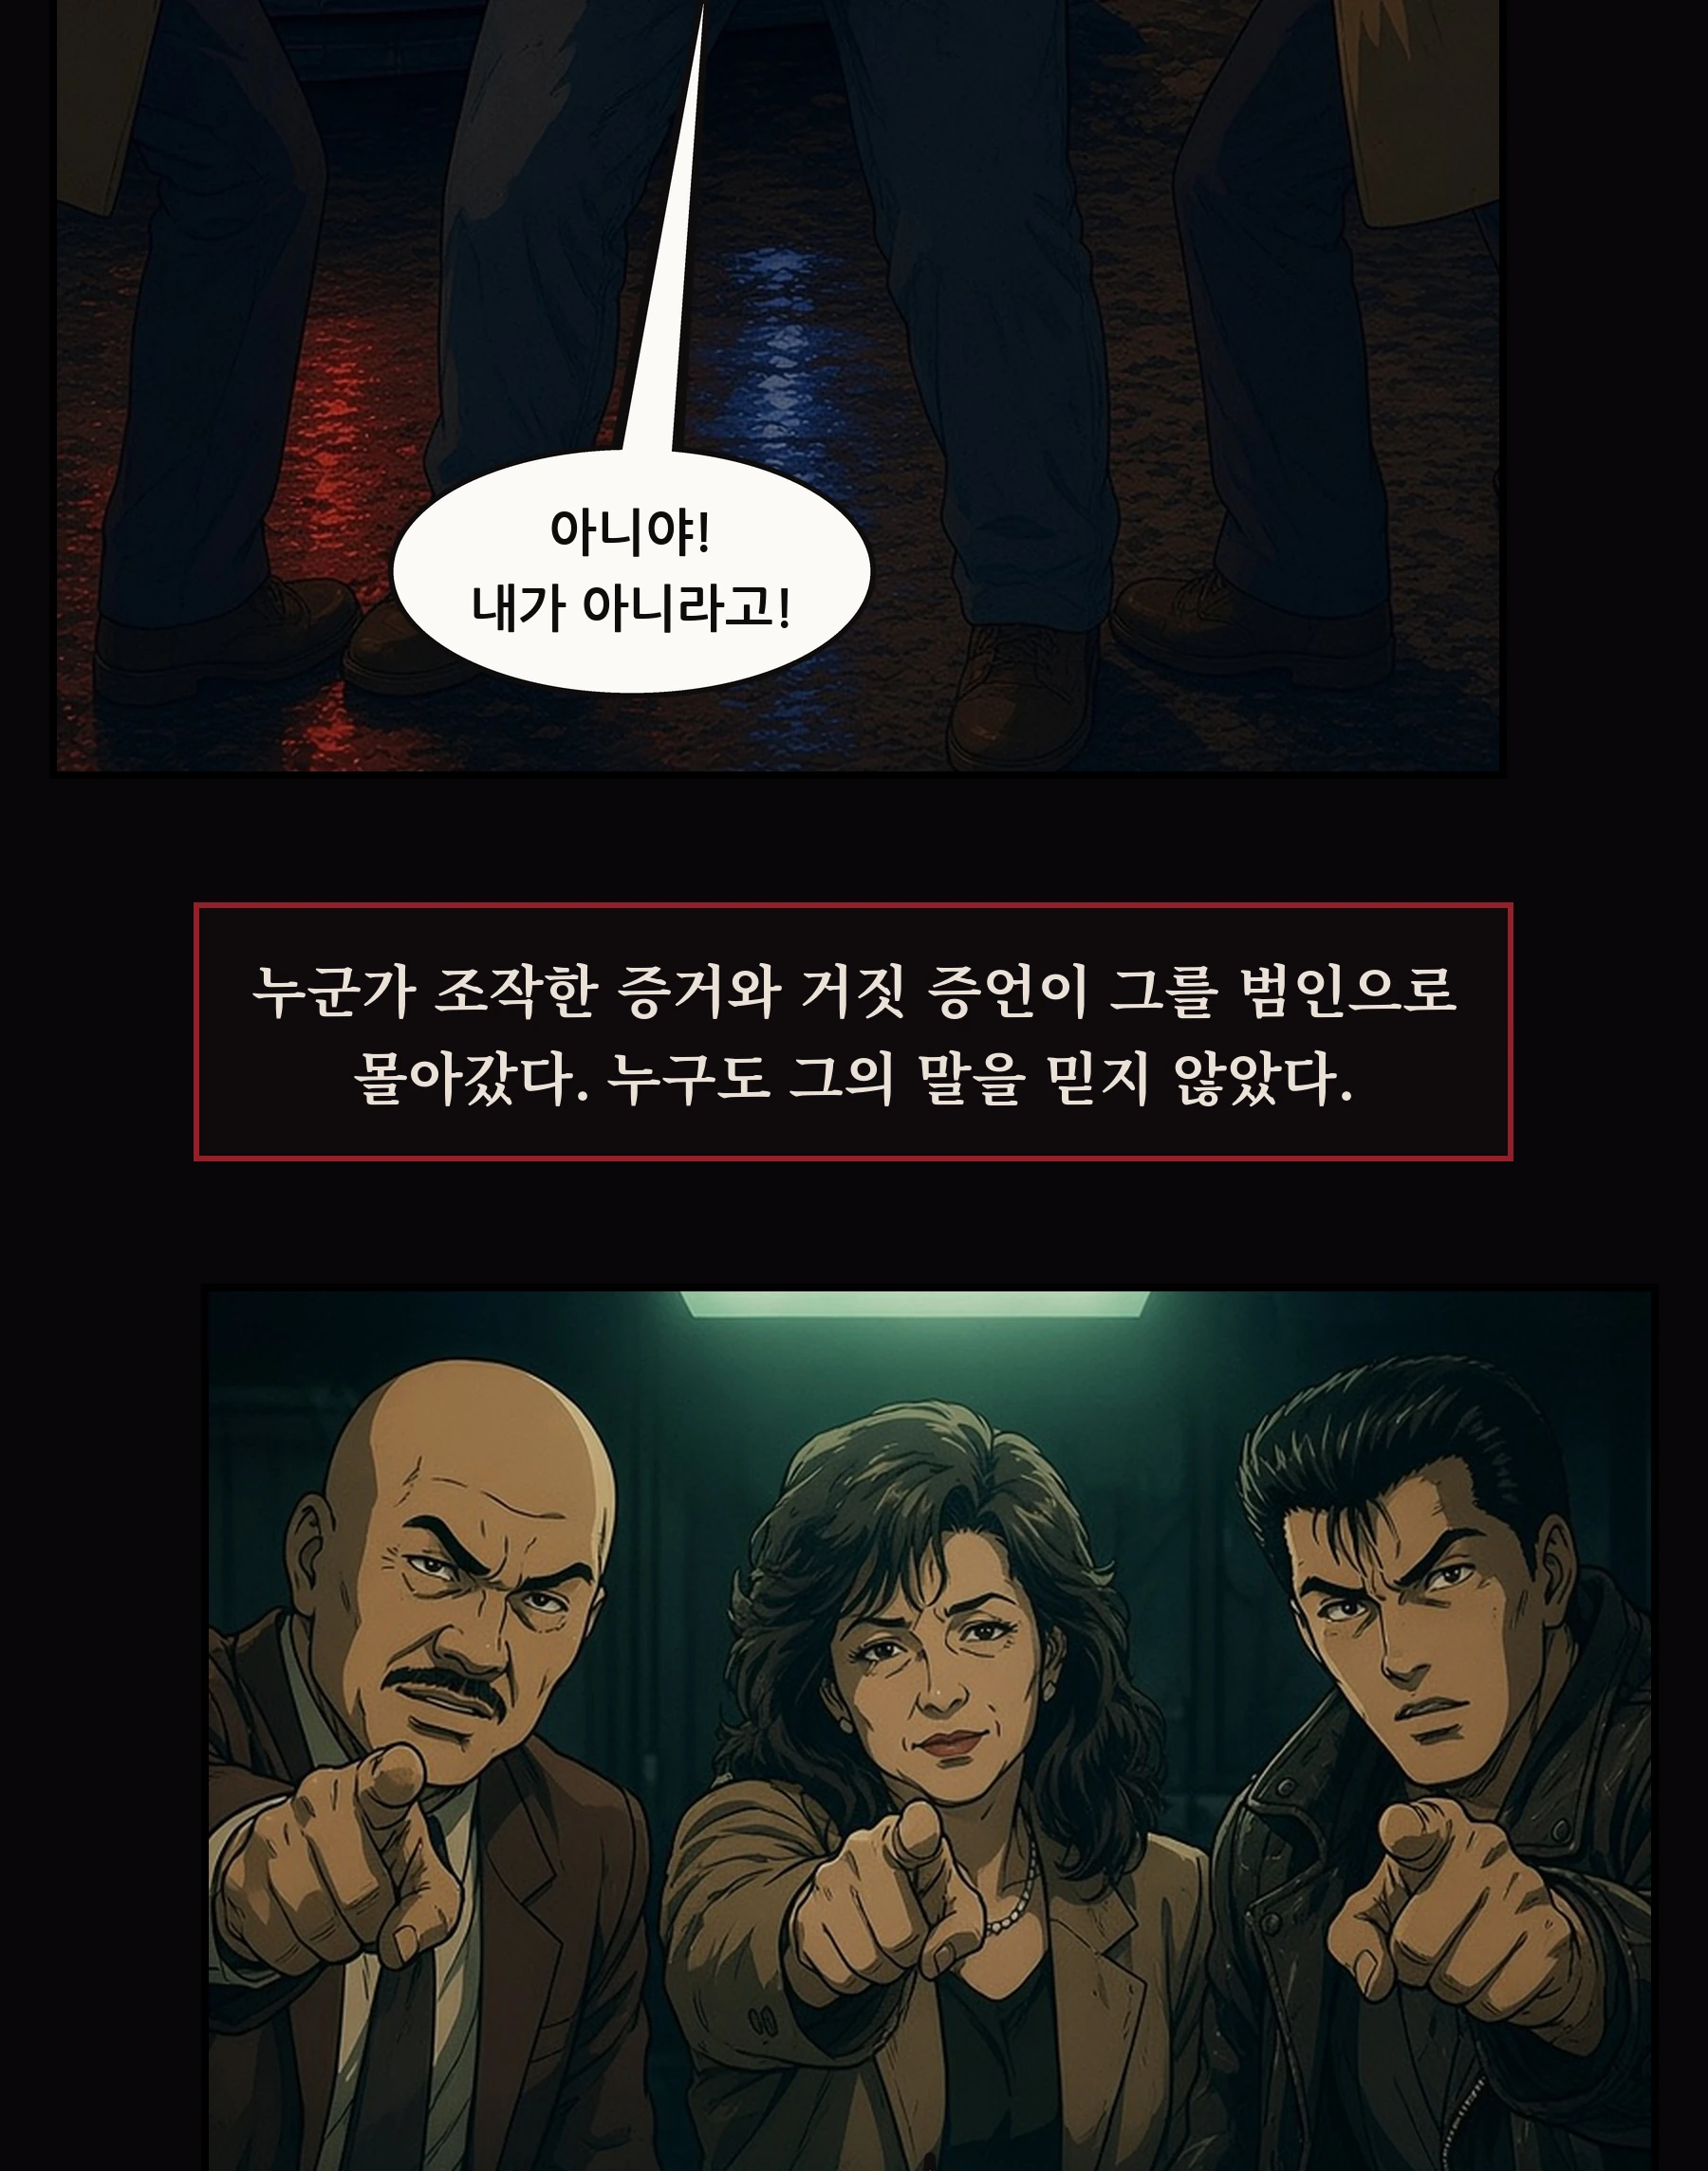 아니야!
내가 아니라고!
누군가 조작한 증거와 거짓 증언이 그를 범인으로
몰아갔다. 누구도 그의 말을 믿지 않았다.